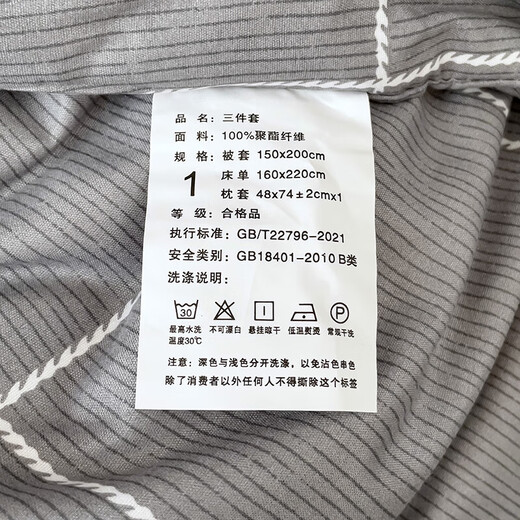 品 名：三件套
面 料：100%聚酯纤维
规 格：被套 150x200cm
1 床单 160x220cm
枕套 48x74±2cmx1
等 级：合格品
执行标准：GB/T22796-2021
安全类别：GB18401-2010 B类
洗涤说明：
30 P
最高水洗温度30℃ 不可漂白 悬挂晾干 低温熨烫 常规干洗
注意：深色与浅色分开洗涤，以免沾色串色
除了消费者以外任何人不得撕除这个标签